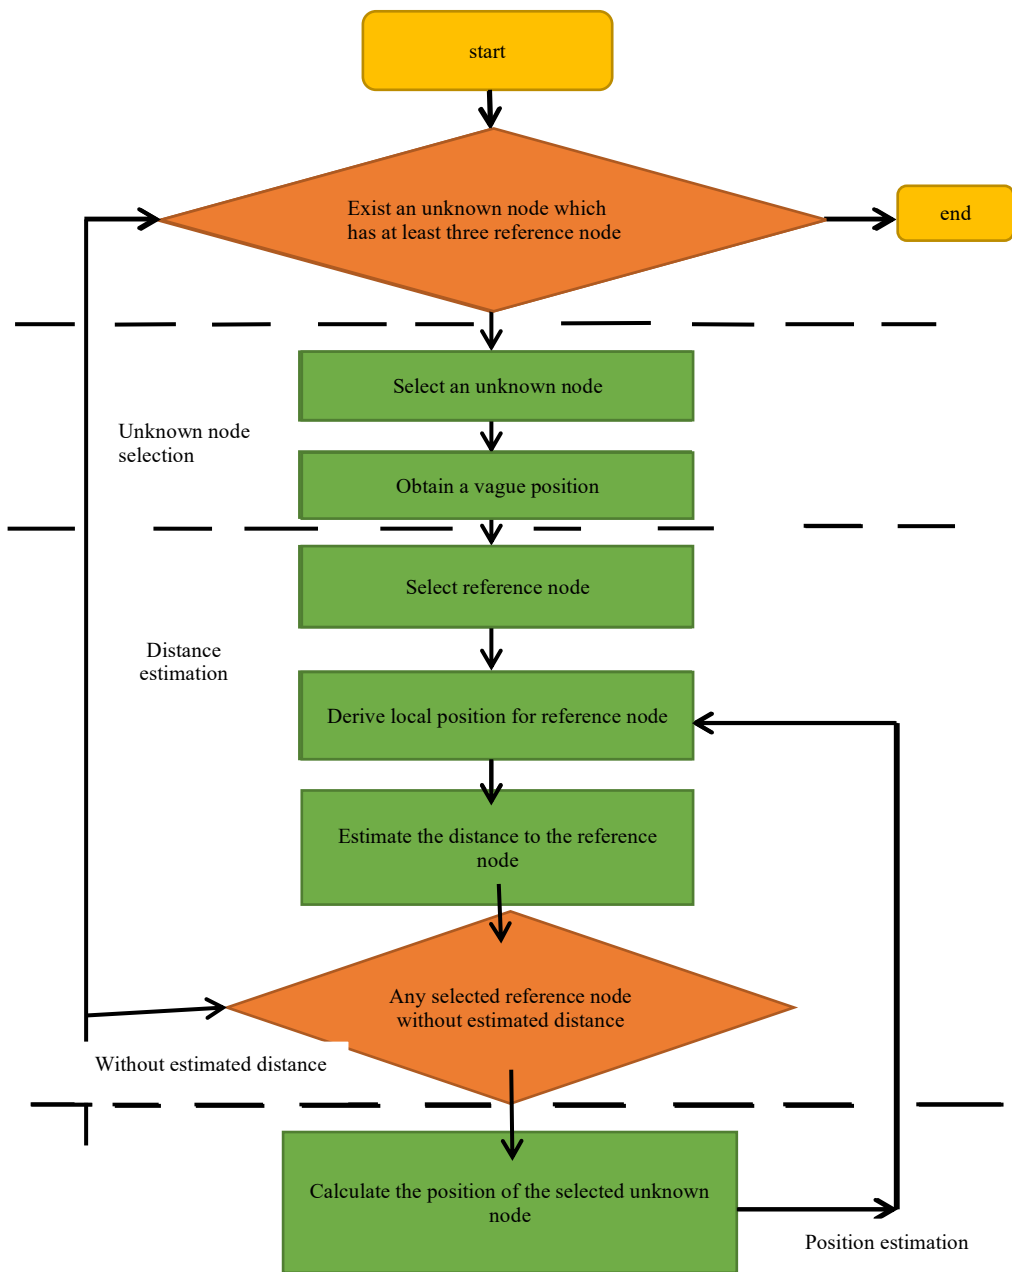 start
Exist an unknown node which
has at least three reference node
end
Select an unknown node
Unknown node
selection
Obtain a vague position
Select reference node
Distance
estimation
Derive local position for reference node
Estimate the distance to the reference
node
Any selected reference node
without estimated distance
Without estimated distance
Calculate the position of the selected unknown
node
Position estimation